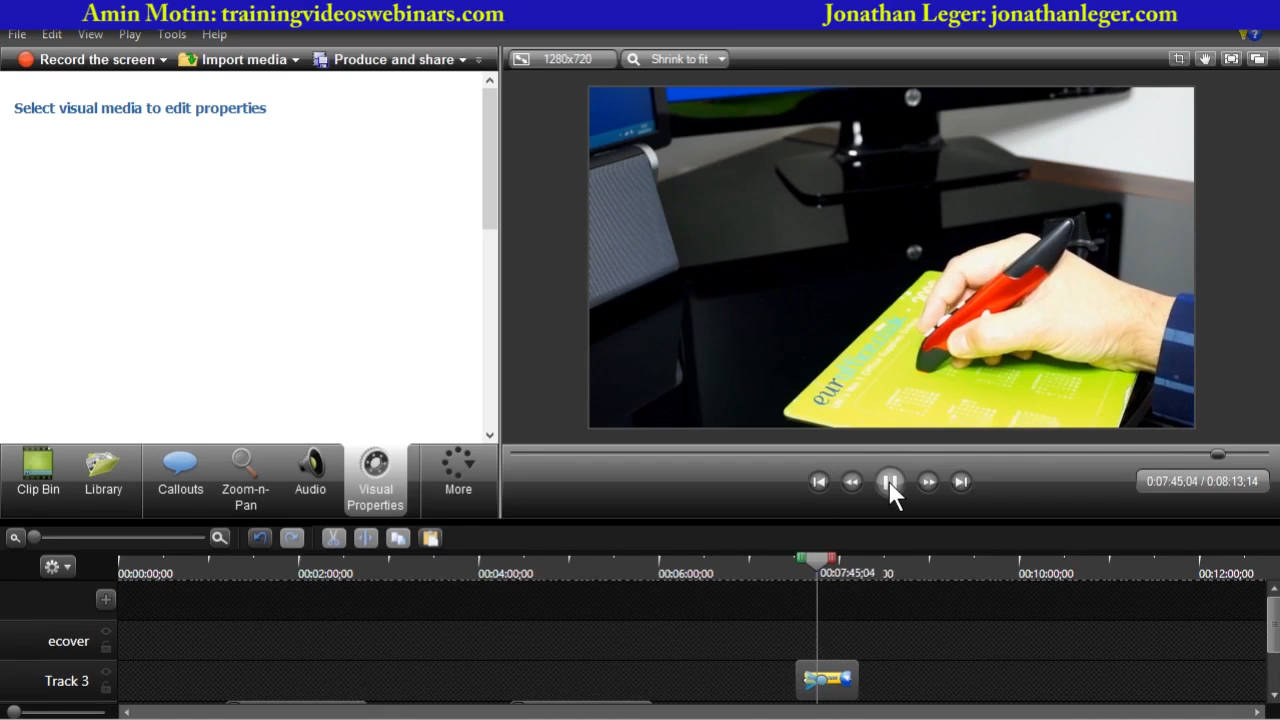 Amin Motin: trainingvideoswebinars.com
Jonathan Leger: jonathanleger.com
File Edit View Play Tools Help
Record the screen Import media Produce and share
1280x720 Shrink to fit
Select visual media to edit properties
Clip Bin Library Callouts Zoom-n-Pan Audio Visual Properties More
0:07:45,04 / 0:08:13,14
00:00:00;00 00:02:00;00 00:04:00;00 00:06:00;00 00:07:45;04 00:10:00;00 00:12:00;00
ecover
Track 3